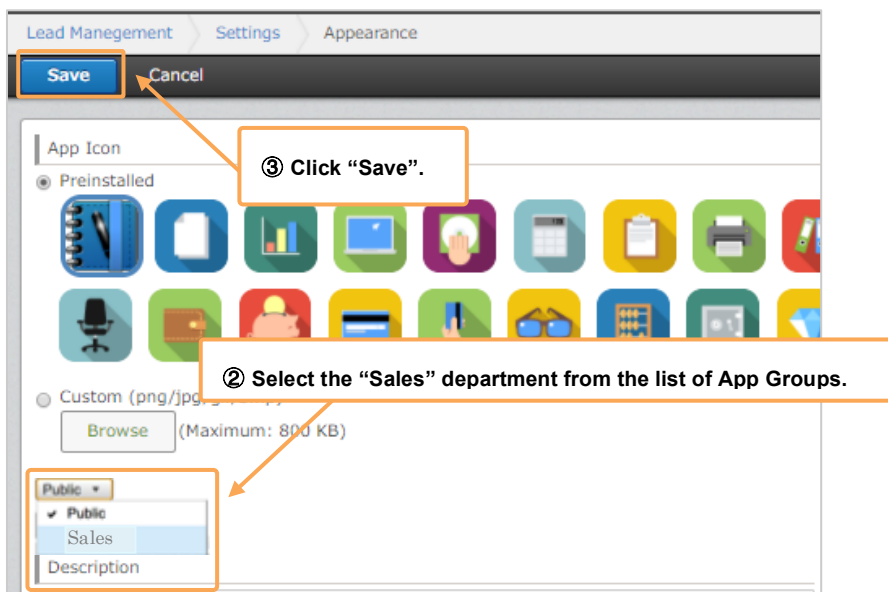 Lead Manegement Settings Appearance
Save Cancel
App Icon
③ Click “Save”.
Preinstalled
② Select the “Sales” department from the list of App Groups.
Custom (png/jpg
Browse (Maximum: 800 KB)
Public
Public
Sales
Description